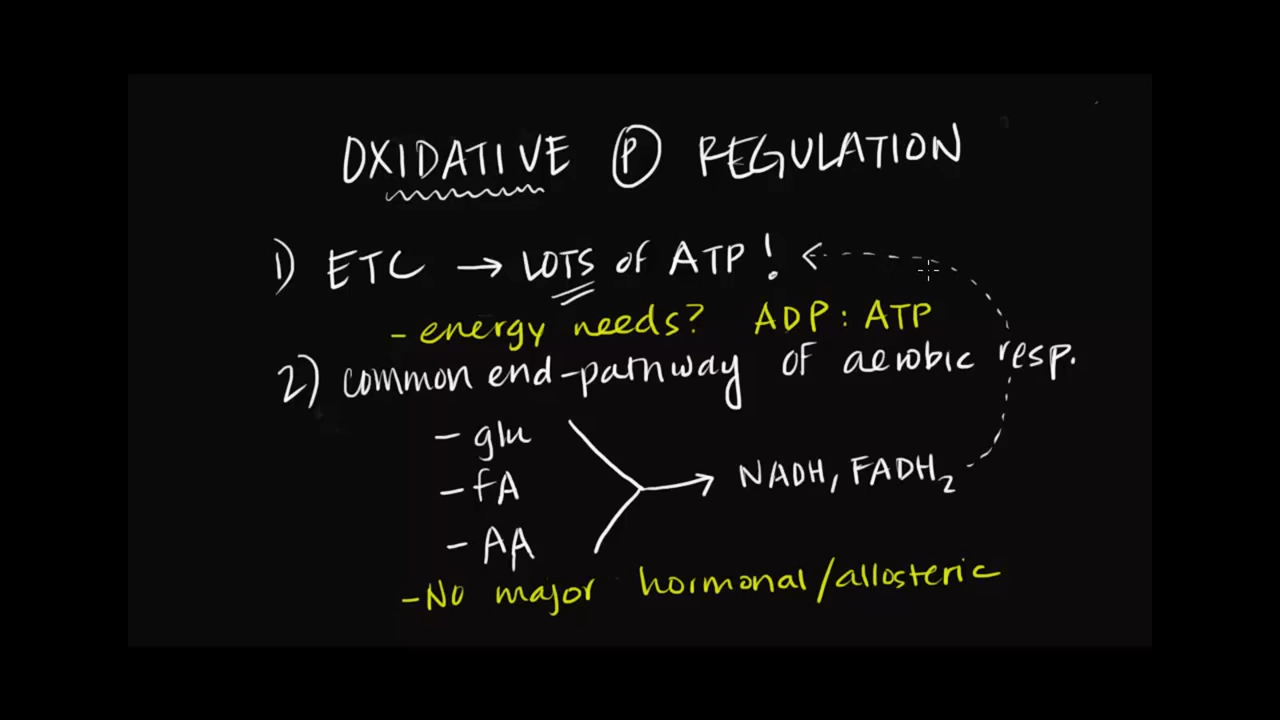 OXIDATIVE P REGULATION
1) ETC → LOTS of ATP!
- energy needs? ADP : ATP
2) common end-pathway of aerobic resp.
- glu
- FA
→ NADH, FADH₂
- AA
- No major hormonal/allosteric